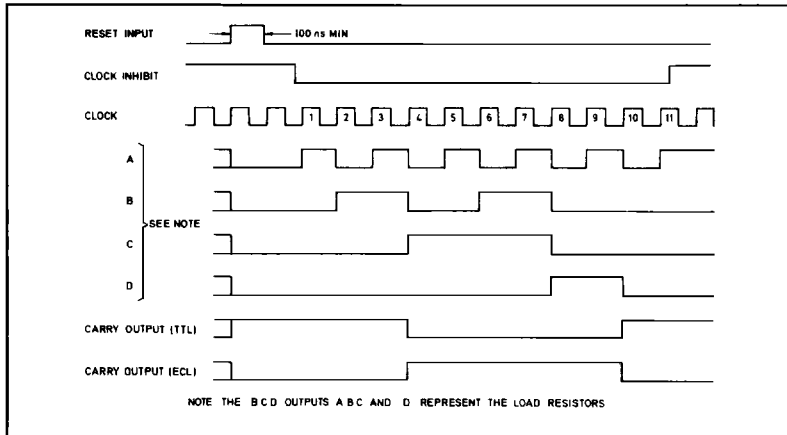 RESET INPUT
100 ns MIN
CLOCK INHIBIT
CLOCK
1 2 3 4 5 6 7 8 9 10 11
A
B
SEE NOTE
C
D
CARRY OUTPUT (TTL)
CARRY OUTPUT (ECL)
NOTE THE B C D OUTPUTS A B C AND D REPRESENT THE LOAD RESISTORS